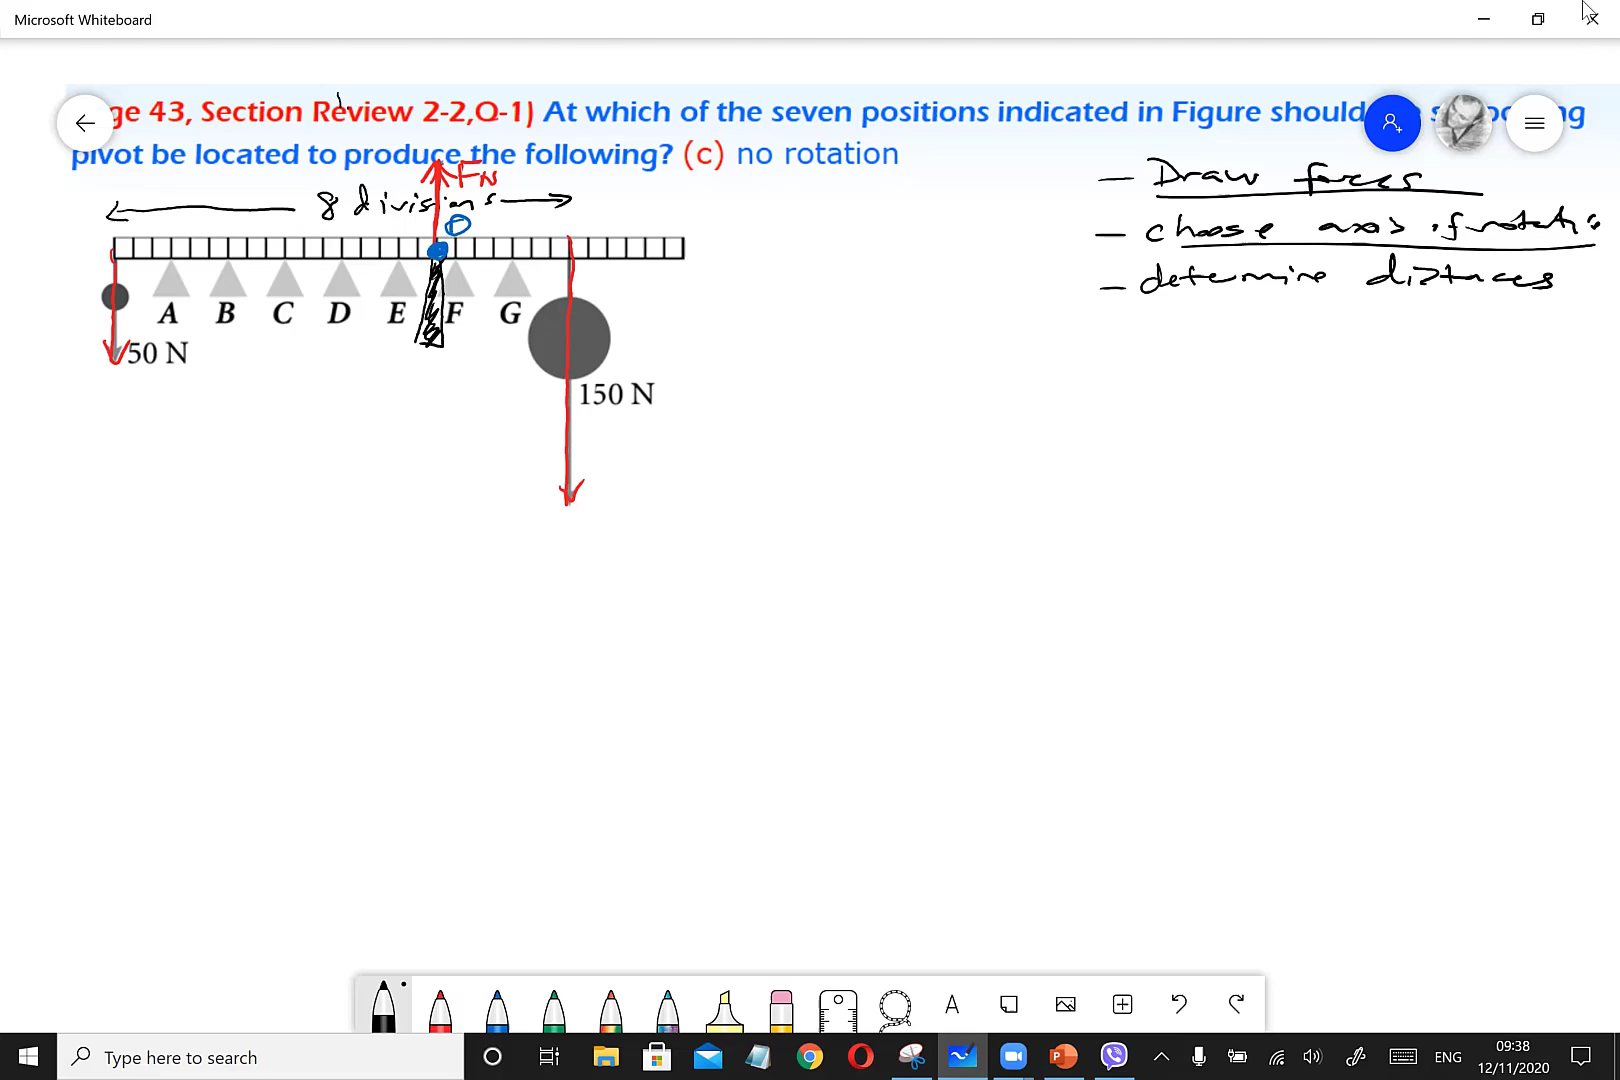 Microsoft Whiteboard
ge 43, Section Review 2-2,Q-1) At which of the seven positions indicated in Figure should
pivot be located to produce the following? (c) no rotation
FN
8 divisions
O
A B C D E F G
50 N
150 N
— Draw forces
— choose axis of rotati
— determine distances
A
Type here to search
ENG
09:38
12/11/2020